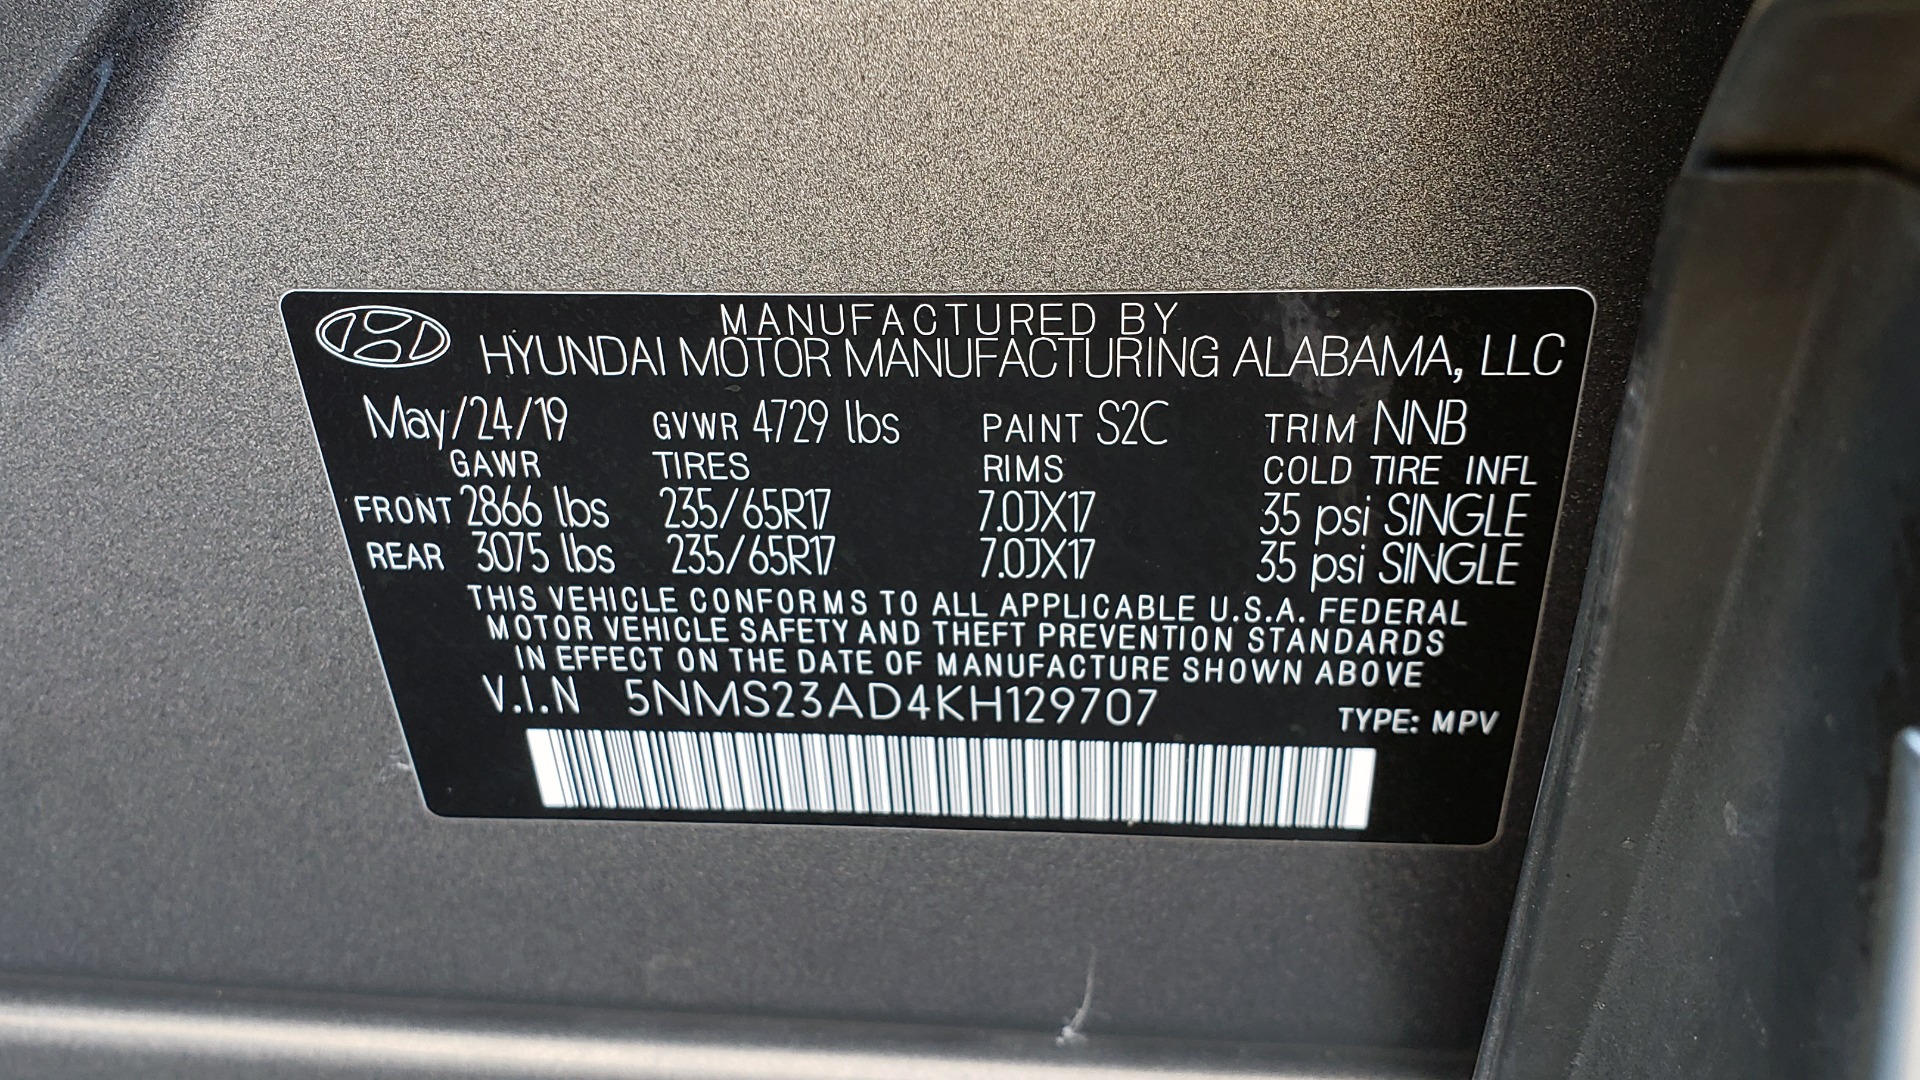 MANUFACTURED BY
HYUNDAI MOTOR MANUFACTURING ALABAMA, LLC
May/24/19 GVWR 4729 lbs PAINT S2C TRIM NNB
GAWR TIRES RIMS COLD TIRE INFL
FRONT 2866 lbs 235/65R17 7.0JX17 35 psi SINGLE
REAR 3075 lbs 235/65R17 7.0JX17 35 psi SINGLE
THIS VEHICLE CONFORMS TO ALL APPLICABLE U.S.A. FEDERAL
MOTOR VEHICLE SAFETY AND THEFT PREVENTION STANDARDS
IN EFFECT ON THE DATE OF MANUFACTURE SHOWN ABOVE
V.I.N 5NMS23AD4KH129707 TYPE: MPV